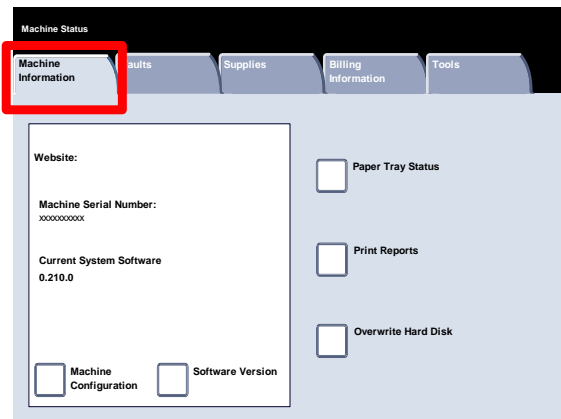 Machine Status
Machine
Information
aults
Supplies
Billing
Information
Tools
Website:
Machine Serial Number:
xxxxxxxxxx
Current System Software
0.210.0
Machine
Configuration
Software Version
Paper Tray Status
Print Reports
Overwrite Hard Disk